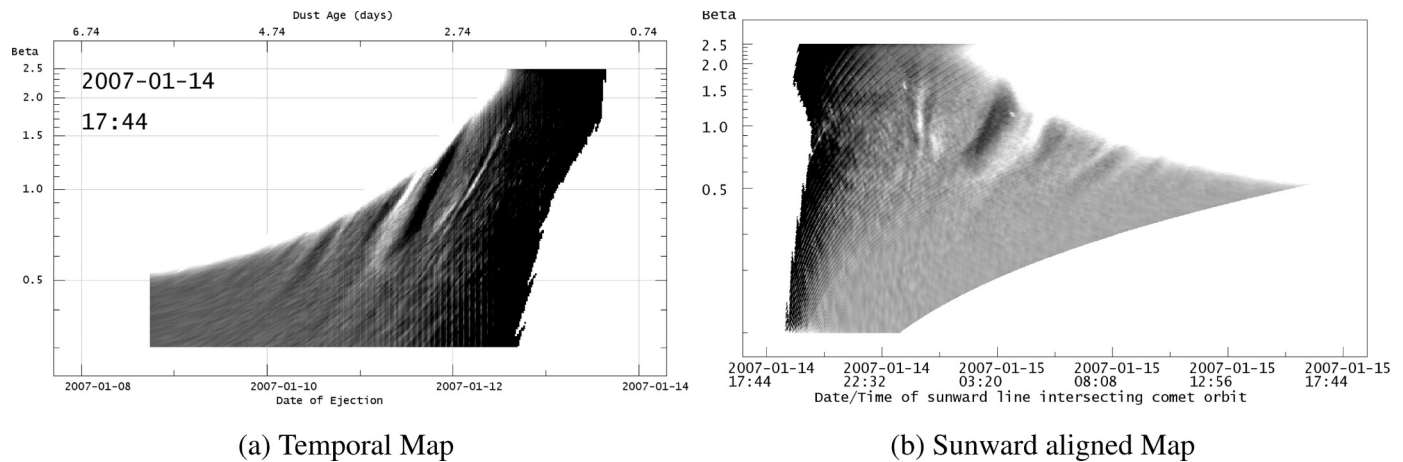 Dust Age (days)
6.74 4.74 2.74 0.74
Beta
2.5
2.0
1.5
1.0
0.5
2007-01-14
17:44
2007-01-08 2007-01-10 2007-01-12 2007-01-14
Date of Ejection
(a) Temporal Map
Beta
2.5
2.0
1.5
1.0
0.5
2007-01-14 2007-01-14 2007-01-15 2007-01-15 2007-01-15 2007-01-15
17:44 22:32 03:20 08:08 12:56 17:44
Date/Time of sunward line intersecting comet orbit
(b) Sunward aligned Map